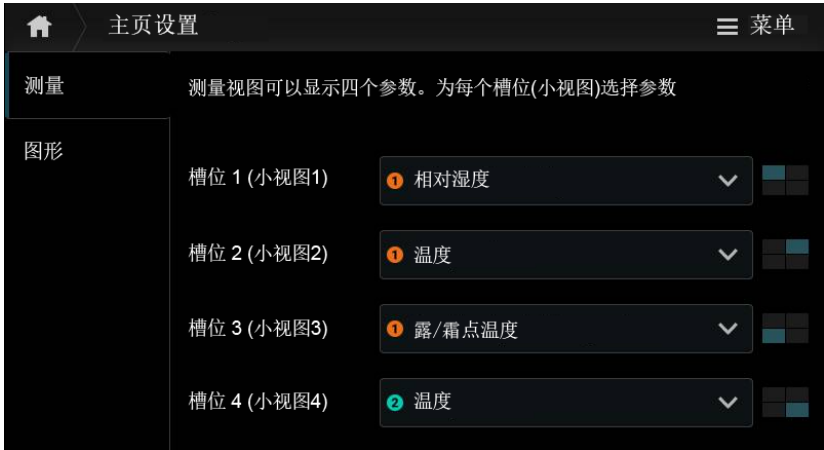 主页设置
菜单
测量
测量视图可以显示四个参数。为每个槽位(小视图)选择参数
图形
槽位 1 (小视图1)
1 相对湿度
槽位 2 (小视图2)
1 温度
槽位 3 (小视图3)
1 露/霜点温度
槽位 4 (小视图4)
2 温度